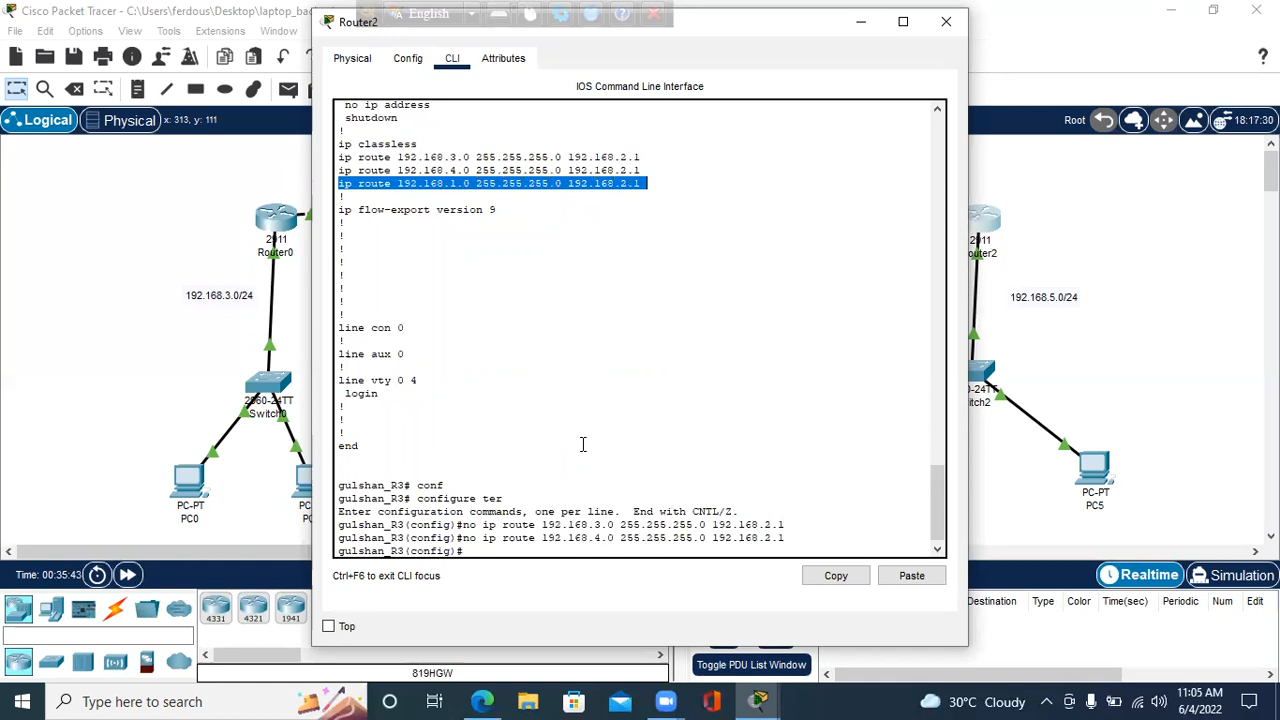 Cisco Packet Tracer - C:\Users\ferdous\Desktop\laptop_ba
English
Router2
File Edit Options View Tools Extensions Window
Physical Config CLI Attributes
IOS Command Line Interface
Logical Physical x: 313, y: 111
Root 18:17:30
no ip address
shutdown
!
ip classless
ip route 192.168.3.0 255.255.255.0 192.168.2.1
ip route 192.168.4.0 255.255.255.0 192.168.2.1
ip route 192.168.1.0 255.255.255.0 192.168.2.1
!
ip flow-export version 9
!
!
!
!
!
!
!
!
line con 0
!
line aux 0
!
line vty 0 4
login
!
!
!
end
gulshan_R3# conf
gulshan_R3# configure ter
Enter configuration commands, one per line. End with CNTL/Z.
gulshan_R3(config)#no ip route 192.168.3.0 255.255.255.0 192.168.2.1
gulshan_R3(config)#no ip route 192.168.4.0 255.255.255.0 192.168.2.1
gulshan_R3(config)#
Ctrl+F6 to exit CLI focus
Copy Paste
Top
2911
Router0
192.168.3.0/24
2960-24TT
Switch0
PC-PT
PC0
2911
outer2
192.168.5.0/24
0-24TT
itch2
PC-PT
PC5
Time: 00:35:43
Realtime Simulation
4331 4321 1941
819HGW
Destination Type Color Time(sec) Periodic Num Edit
Toggle PDU List Window
Type here to search
30°C Cloudy
11:05 AM
6/4/2022